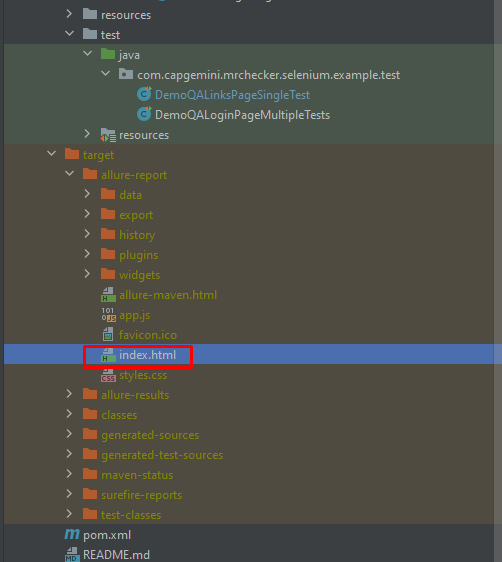 resources
test
java
com.capgemini.mrchecker.selenium.example.test
DemoQALinksPageSingleTest
DemoQALoginPageMultipleTests
resources
target
allure-report
data
export
history
plugins
widgets
allure-maven.html
app.js
favicon.ico
index.html
styles.css
allure-results
classes
generated-sources
generated-test-sources
maven-status
surefire-reports
test-classes
pom.xml
README.md